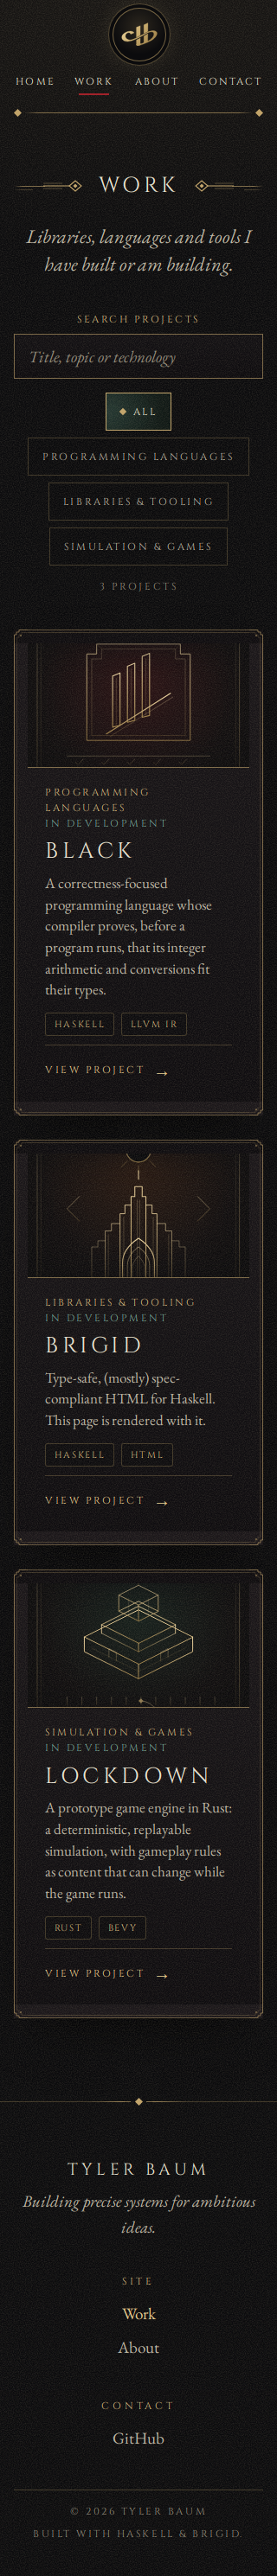 HOME WORK ABOUT CONTACT
WORK
Libraries, languages and tools I
have built or am building.
SEARCH PROJECTS
Title, topic or technology
ALL
PROGRAMMING LANGUAGES
LIBRARIES & TOOLING
SIMULATION & GAMES
3 PROJECTS
PROGRAMMING
LANGUAGES
IN DEVELOPMENT
BLACK
A correctness-focused
programming language whose
compiler proves, before a
program runs, that its integer
arithmetic and conversions fit
their types.
HASKELL LLVM IR
VIEW PROJECT →
LIBRARIES & TOOLING
IN DEVELOPMENT
BRIGID
Type-safe, (mostly) spec-
compliant HTML for Haskell.
This page is rendered with it.
HASKELL HTML
VIEW PROJECT →
SIMULATION & GAMES
IN DEVELOPMENT
LOCKDOWN
A prototype game engine in Rust:
a deterministic, replayable
simulation, with gameplay rules
as content that can change while
the game runs.
RUST BEVY
VIEW PROJECT →
TYLER BAUM
Building precise systems for ambitious
ideas.
SITE
Work
About
CONTACT
GitHub
© 2026 TYLER BAUM
BUILT WITH HASKELL & BRIGID.